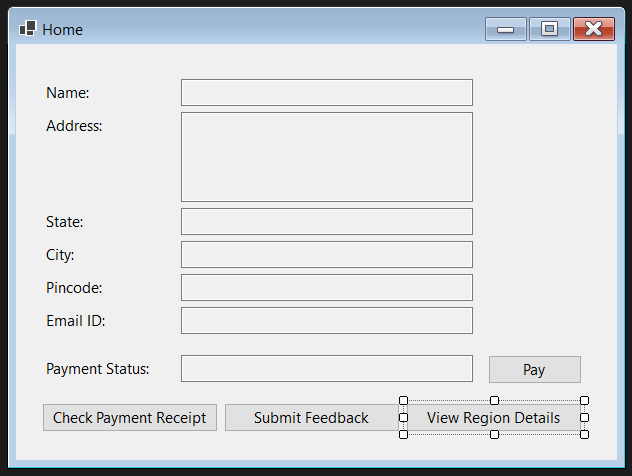 Home
Name:
Address:
State:
City:
Pincode:
Email ID:
Payment Status:
Pay
Check Payment Receipt
Submit Feedback
View Region Details